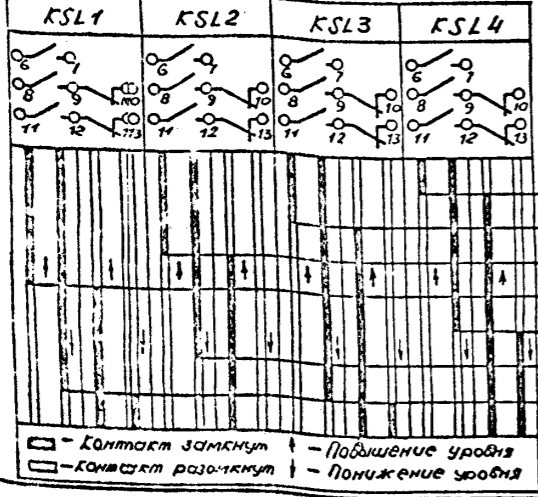 KSL1 KSL2 KSL3 KSL4
6 7 6 7 6 7 6 7
8 9 8 9 10 8 9 10 8 9 10
11 12 11 12 13 11 12 13 11 12 13
- Контакт замкнут ↑ - Повышение уровня
- Контакт разомкнут ↓ - Понижение уровня